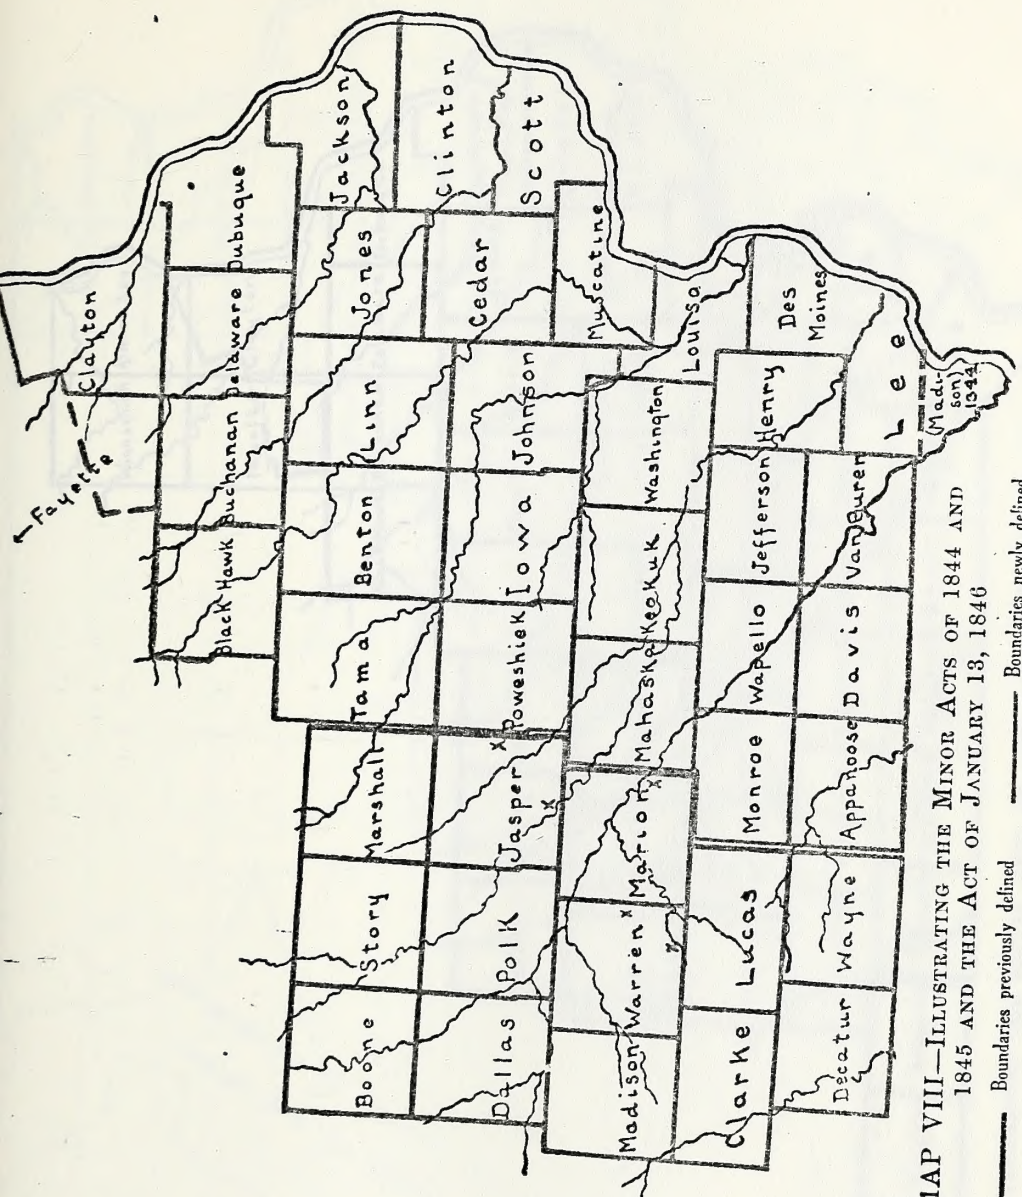 ← Fayette
Clayton
Dubuque
Delaware
Buchanan
Black Hawk
Jackson
Jones
Linn
Benton
Tama
Marshall
Story
Boone
Clinton
Scott
Cedar
Johnson
Iowa
Poweshiek
Jasper
Polk
Dallas
Muscatine
Louisa
Washington
Keokuk
Mahaska
Marion
Warren
Madison
Des
Moines
Henry
Jefferson
Wapello
Monroe
Lucas
Clarke
Lee
(Madi-
son)
1844
VanBuren
Davis
Appanoose
Wayne
Decatur
x
x
x
x
x
MAP VIII—ILLUSTRATING THE MINOR ACTS OF 1844 AND
1845 AND THE ACT OF JANUARY 13, 1846
Boundaries previously defined
Boundaries newly defined